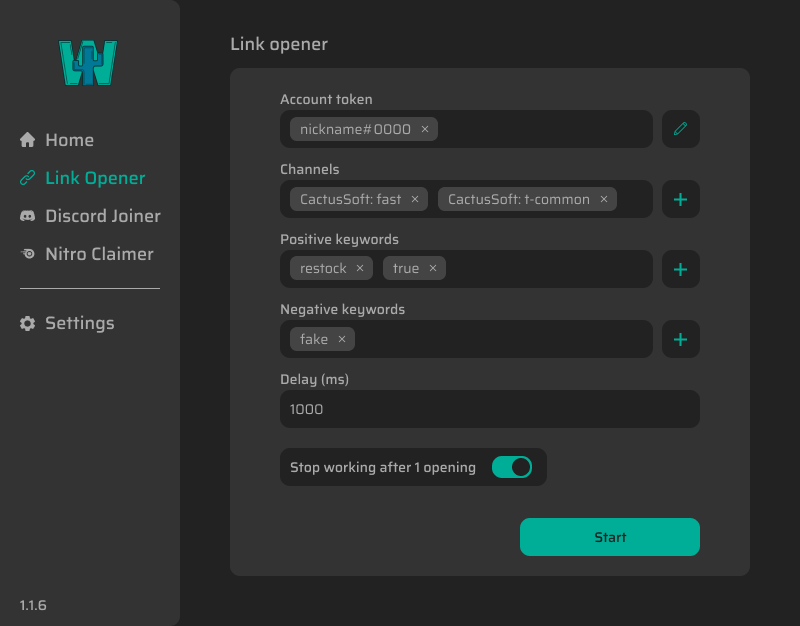 Home
Link Opener
Discord Joiner
Nitro Claimer
Settings
1.1.6
Link opener
Account token
nickname#0000 ×
Channels
CactusSoft: fast × CactusSoft: t-common ×
+
Positive keywords
restock × true ×
+
Negative keywords
fake ×
+
Delay (ms)
1000
Stop working after 1 opening
Start